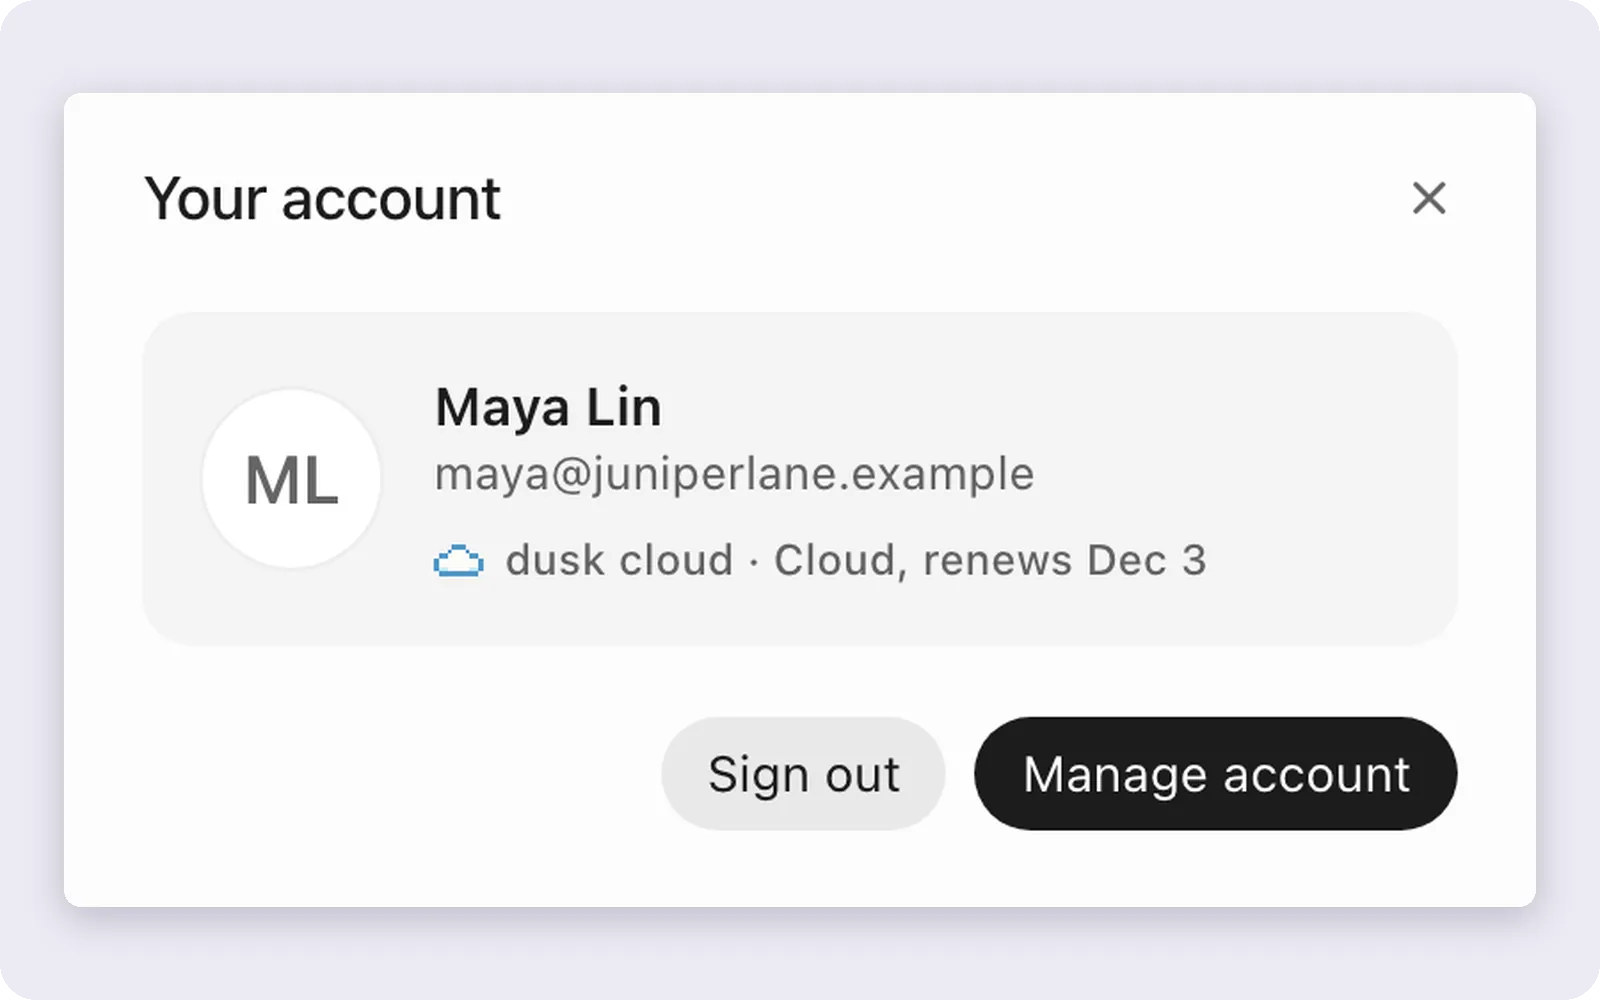 Your account
ML
Maya Lin
maya@juniperlane.example
dusk cloud · Cloud, renews Dec 3
Sign out
Manage account